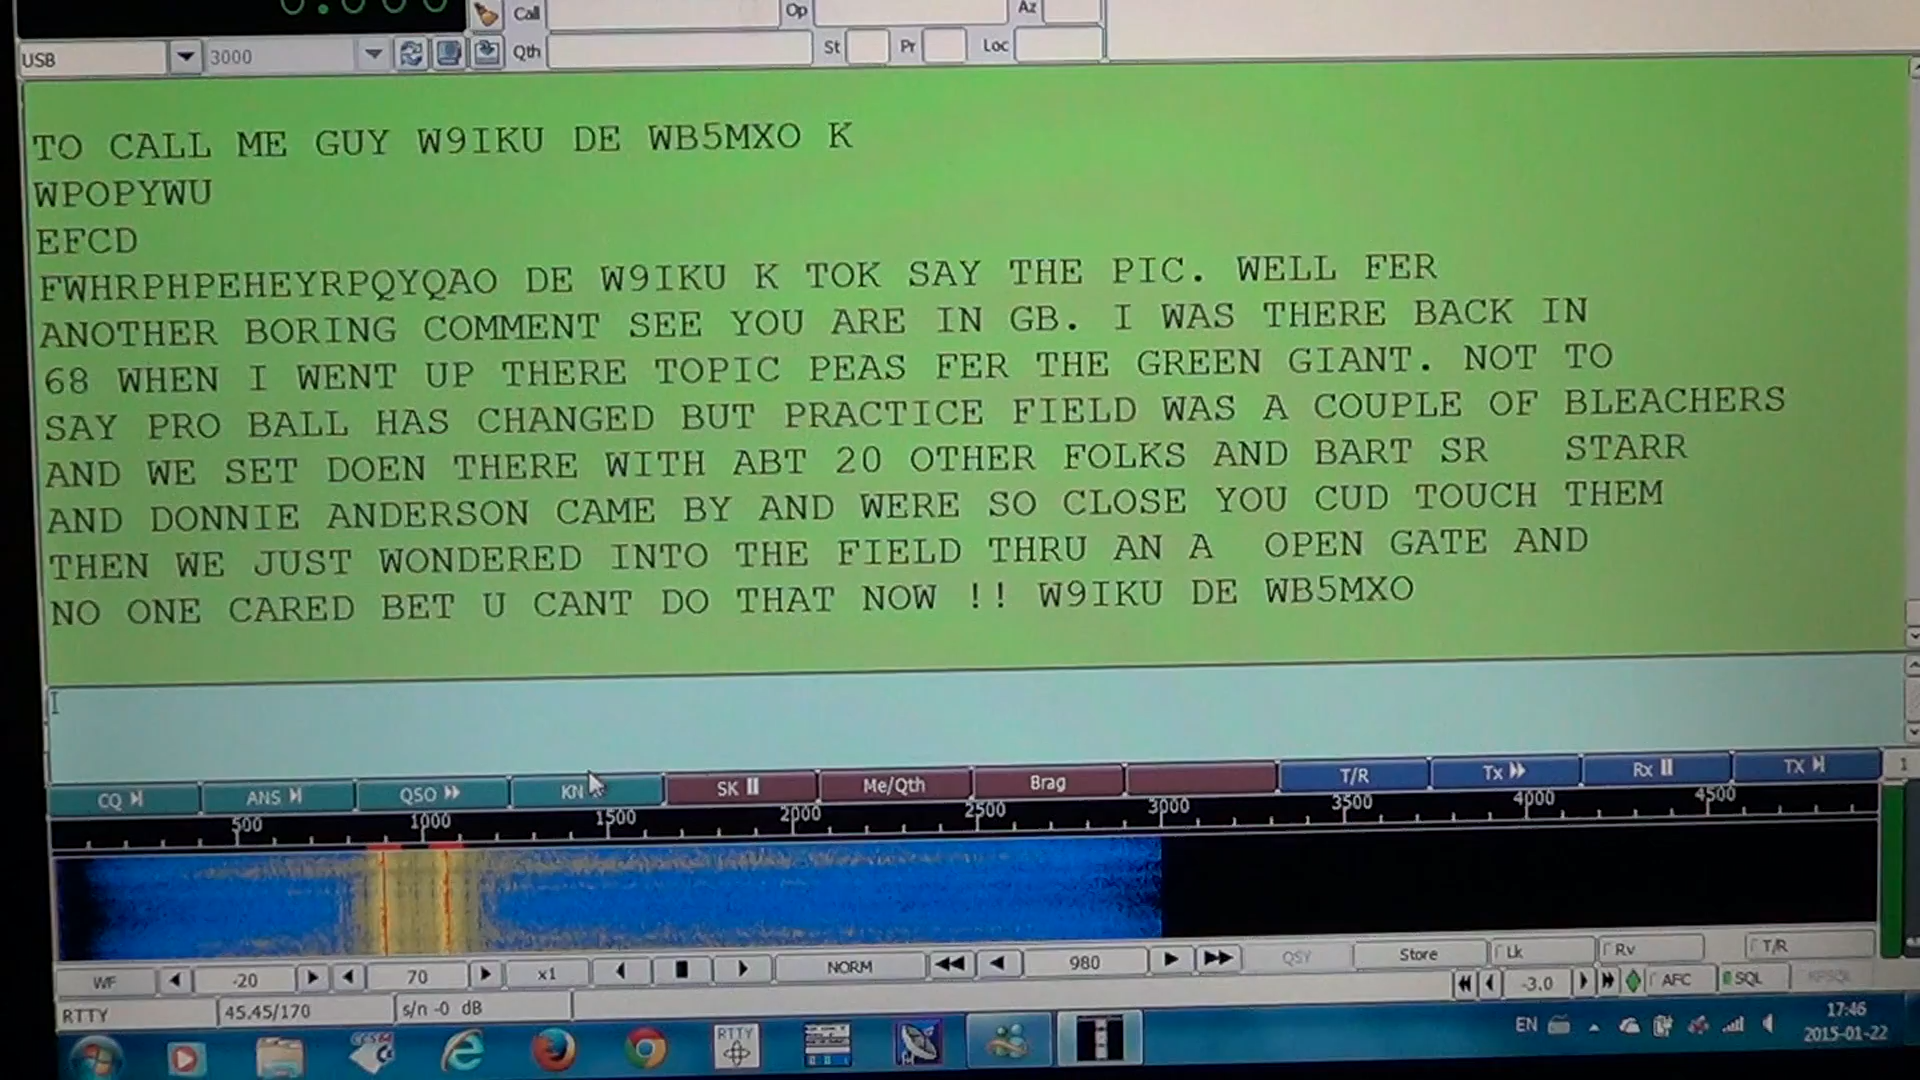 Call
Op
Az
USB
3000
Qth
St
Pr
Loc
TO CALL ME GUY W9IKU DE WB5MXO K
WPOPYWU
EFCD
FWHRPHPEHEYRPQYQAO DE W9IKU K TOK SAY THE PIC. WELL FER
ANOTHER BORING COMMENT SEE YOU ARE IN GB. I WAS THERE BACK IN
68 WHEN I WENT UP THERE TOPIC PEAS FER THE GREEN GIANT. NOT TO
SAY PRO BALL HAS CHANGED BUT PRACTICE FIELD WAS A COUPLE OF BLEACHERS
AND WE SET DOEN THERE WITH ABT 20 OTHER FOLKS AND BART SR   STARR
AND DONNIE ANDERSON CAME BY AND WERE SO CLOSE YOU CUD TOUCH THEM
THEN WE JUST WONDERED INTO THE FIELD THRU AN A  OPEN GATE AND
NO ONE CARED BET U CANT DO THAT NOW !! W9IKU DE WB5MXO
CQ ANS QSO KN SK Me/Qth Brag T/R Tx Rx TX 1
500 1000 1500 2000 2500 3000 3500 4000 4500
WF -20 70 x1 NORM 980 QSY Store Lk Rv T/R
-3.0 AFC SQL
RTTY 45.45/170 s/n -0 dB
RTTY
EN 17:46
2015-01-22